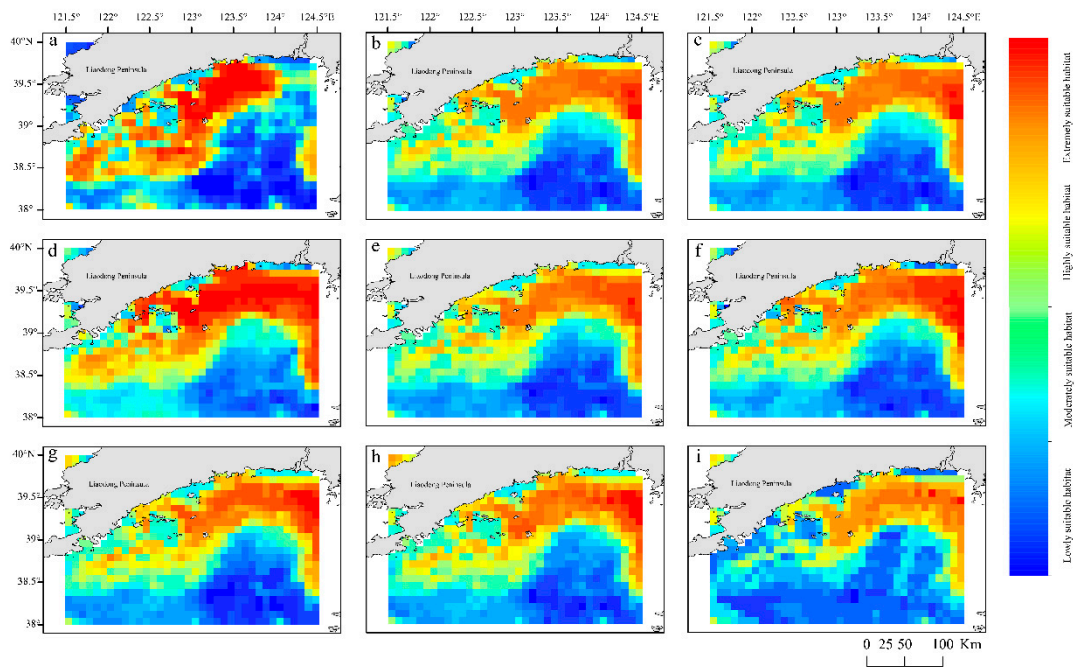 121.5° 122° 122.5° 123° 123.5° 124° 124.5°E
121.5° 122° 122.5° 123° 123.5° 124° 124.5°E
121.5° 122° 122.5° 123° 123.5° 124° 124.5°E
40°N
39.5°
39°
38.5°
38°
a
Liaodong Peninsula
b
Liaodong Peninsula
c
Liaodong Peninsula
40°N
39.5°
39°
38.5°
38°
d
Liaodong Peninsula
e
Liaodong Peninsula
f
Liaodong Peninsula
40°N
39.5°
39°
38.5°
38°
g
Liaodong Peninsula
h
Liaodong Peninsula
i
Liaodong Peninsula
Extremely suitable habitat
Highly suitable habitat
Moderately suitable habitat
Lowly suitable habitat
0 25 50 100 Km